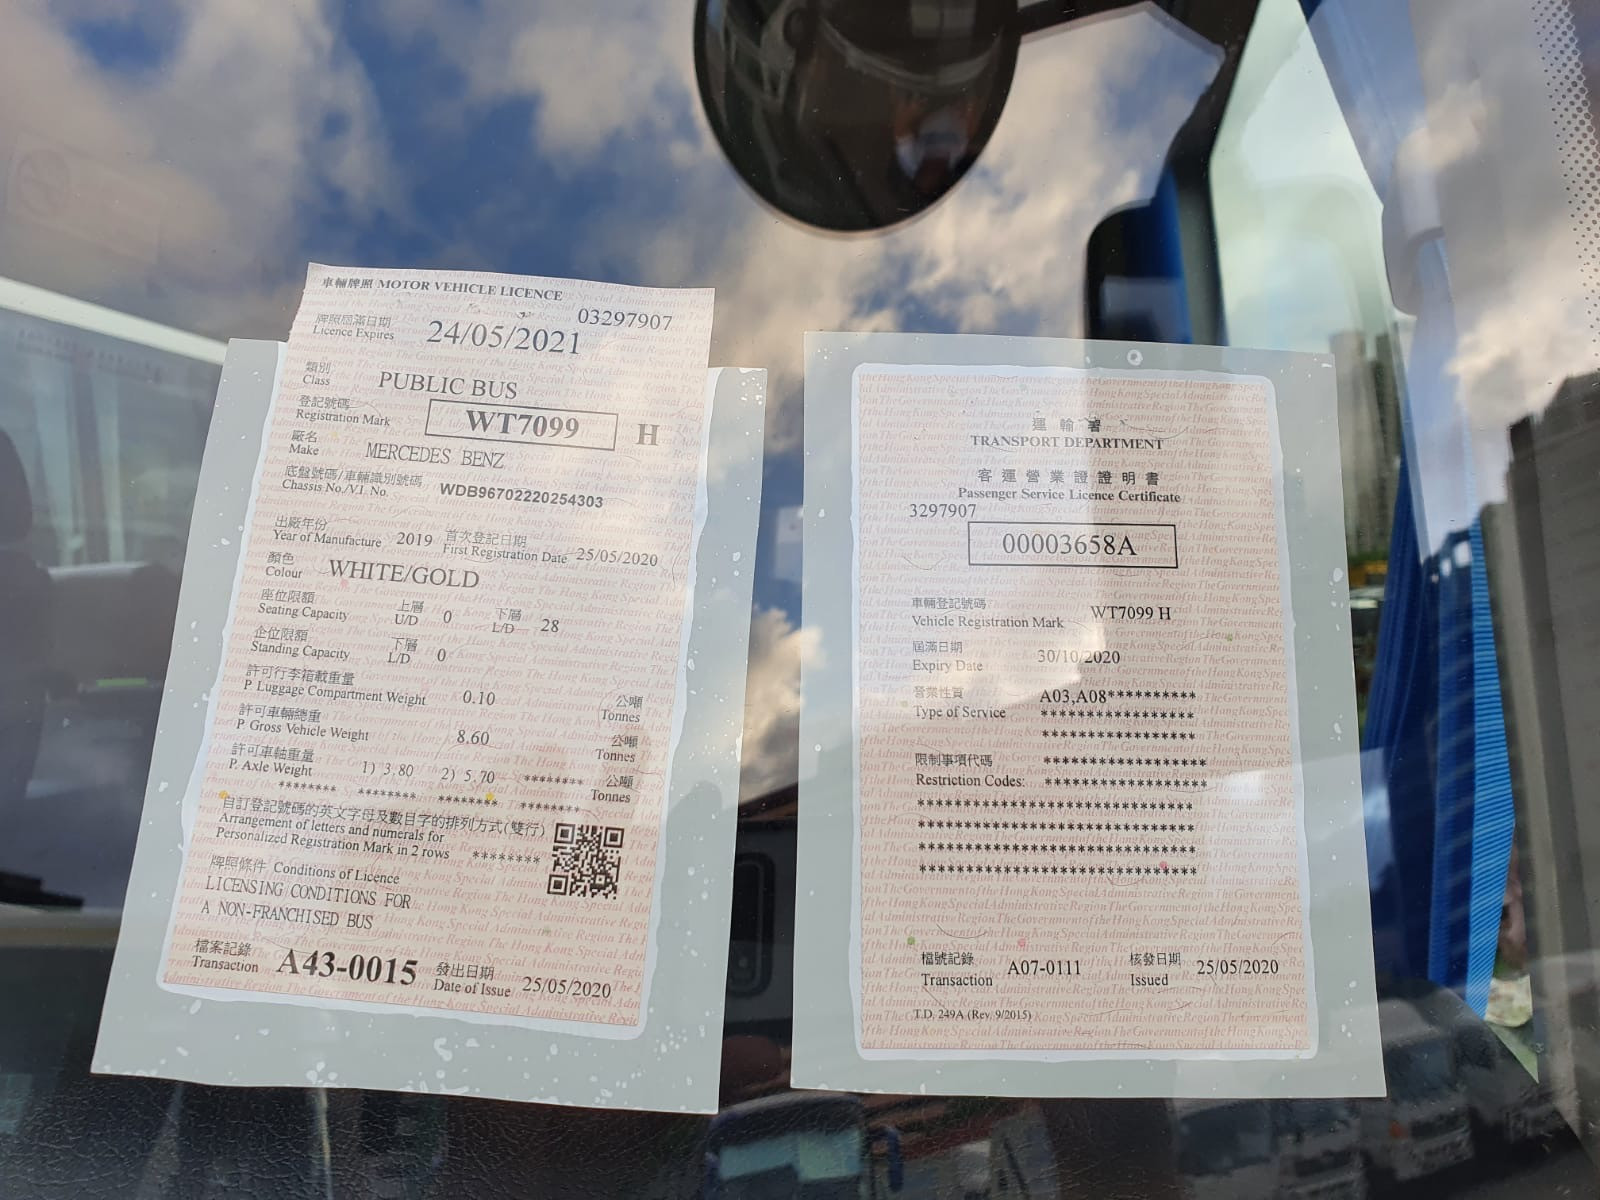 車輛牌照 MOTOR VEHICLE LICENCE
03297907
牌照屆滿日期
Licence Expires 24/05/2021
類別
Class PUBLIC BUS
登記號碼
Registration Mark WT7099 H
廠名
Make MERCEDES BENZ
底盤號碼/車輛識別號碼
Chassis No./V.I. No. WDB96702220254303
出廠年份 首次登記日期
Year of Manufacture 2019 First Registration Date 25/05/2020
顏色
Colour WHITE/GOLD
座位限額 上層 下層
Seating Capacity U/D 0 L/D 28
企位限額 下層
Standing Capacity L/D 0
許可行李箱載重量 公噸
P Luggage Compartment Weight 0.10 Tonnes
許可車輛總重 公噸
P Gross Vehicle Weight 8.60 Tonnes
許可車軸重量 公噸
P. Axle Weight 1) 3.80 2) 5.70 ******** Tonnes
******** ******** ******** ********
自訂登記號碼的英文字母及數目字的排列方式(雙行)
Arrangement of letters and numerals for
Personalized Registration Mark in 2 rows ********
牌照條件 Conditions of Licence
LICENSING CONDITIONS FOR
A NON-FRANCHISED BUS
檔案記錄 發出日期
Transaction A43-0015 Date of Issue 25/05/2020
運輸署
TRANSPORT DEPARTMENT
客運營業證證明書
Passenger Service Licence Certificate
3297907
00003658A
車輛登記號碼
Vehicle Registration Mark WT7099 H
屆滿日期
Expiry Date 30/10/2020
營業性質
Type of Service A03,A08**********
*****************
*****************
限制事項代碼 ******************
Restriction Codes: ******************
******************************
******************************
******************************
******************************
檔號記錄 核發日期
Transaction A07-0111 Issued 25/05/2020
T.D. 249A (Rev. 9/2015)